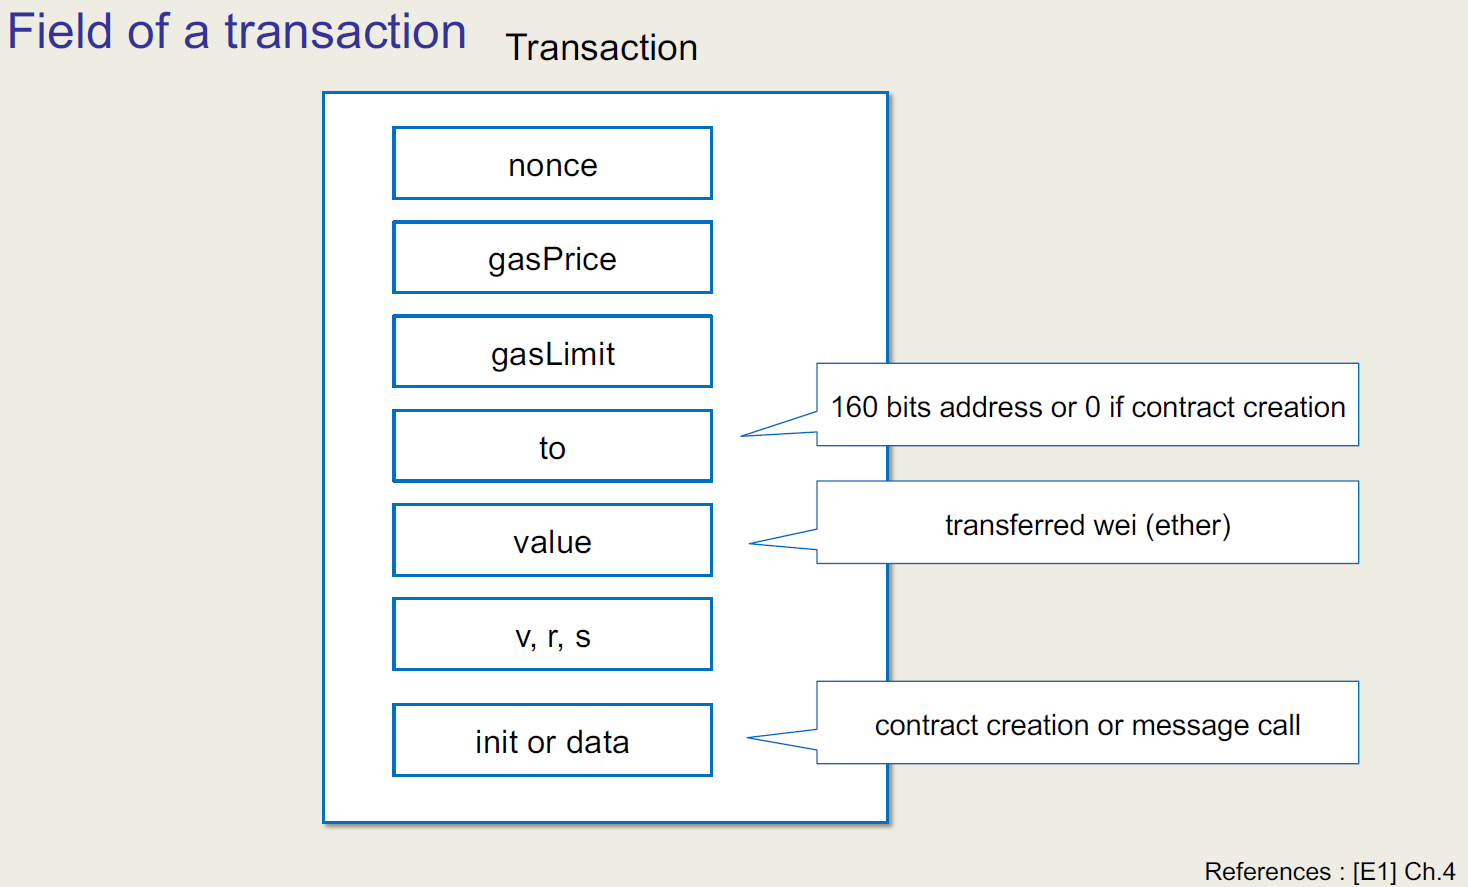 Field of a transaction
Transaction
nonce
gasPrice
gasLimit
to
160 bits address or 0 if contract creation
value
transferred wei (ether)
v, r, s
init or data
contract creation or message call
References : [E1] Ch.4